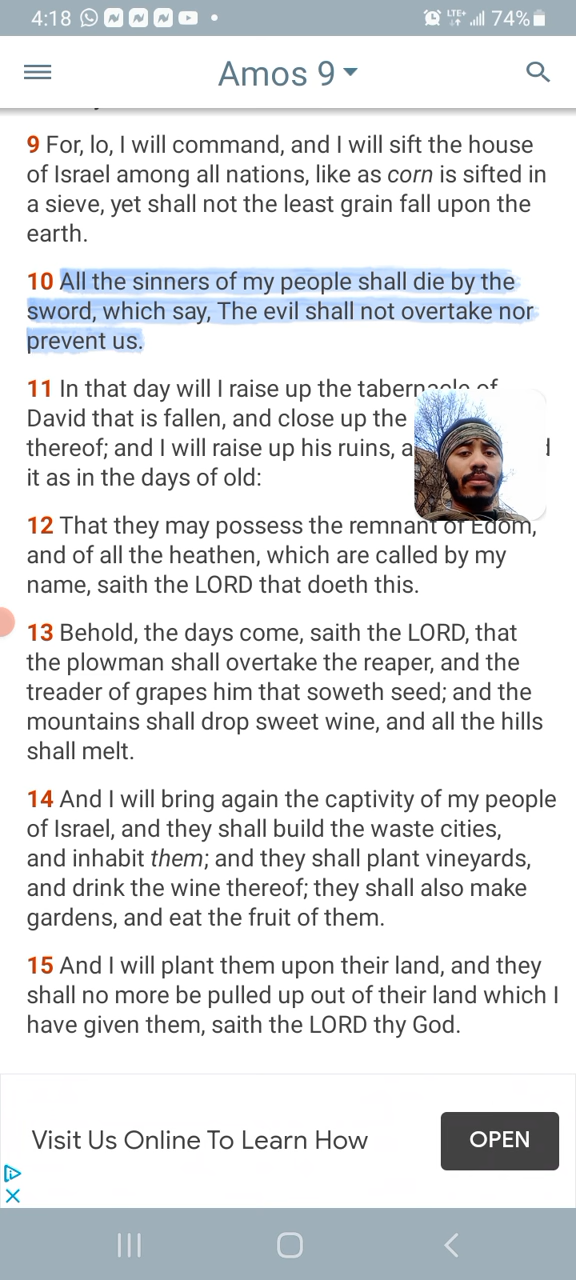 4:18 74%
LTE+
Amos 9
9 For, lo, I will command, and I will sift the house
of Israel among all nations, like as corn is sifted in
a sieve, yet shall not the least grain fall upon the
earth.
10 All the sinners of my people shall die by the
sword, which say, The evil shall not overtake nor
prevent us.
11 In that day will I raise up the tabernacle of
David that is fallen, and close up the
thereof; and I will raise up his ruins,
it as in the days of old:
12 That they may possess the remnant of Edom,
and of all the heathen, which are called by my
name, saith the LORD that doeth this.
13 Behold, the days come, saith the LORD, that
the plowman shall overtake the reaper, and the
treader of grapes him that soweth seed; and the
mountains shall drop sweet wine, and all the hills
shall melt.
14 And I will bring again the captivity of my people
of Israel, and they shall build the waste cities,
and inhabit them; and they shall plant vineyards,
and drink the wine thereof; they shall also make
gardens, and eat the fruit of them.
15 And I will plant them upon their land, and they
shall no more be pulled up out of their land which I
have given them, saith the LORD thy God.
Visit Us Online To Learn How
OPEN